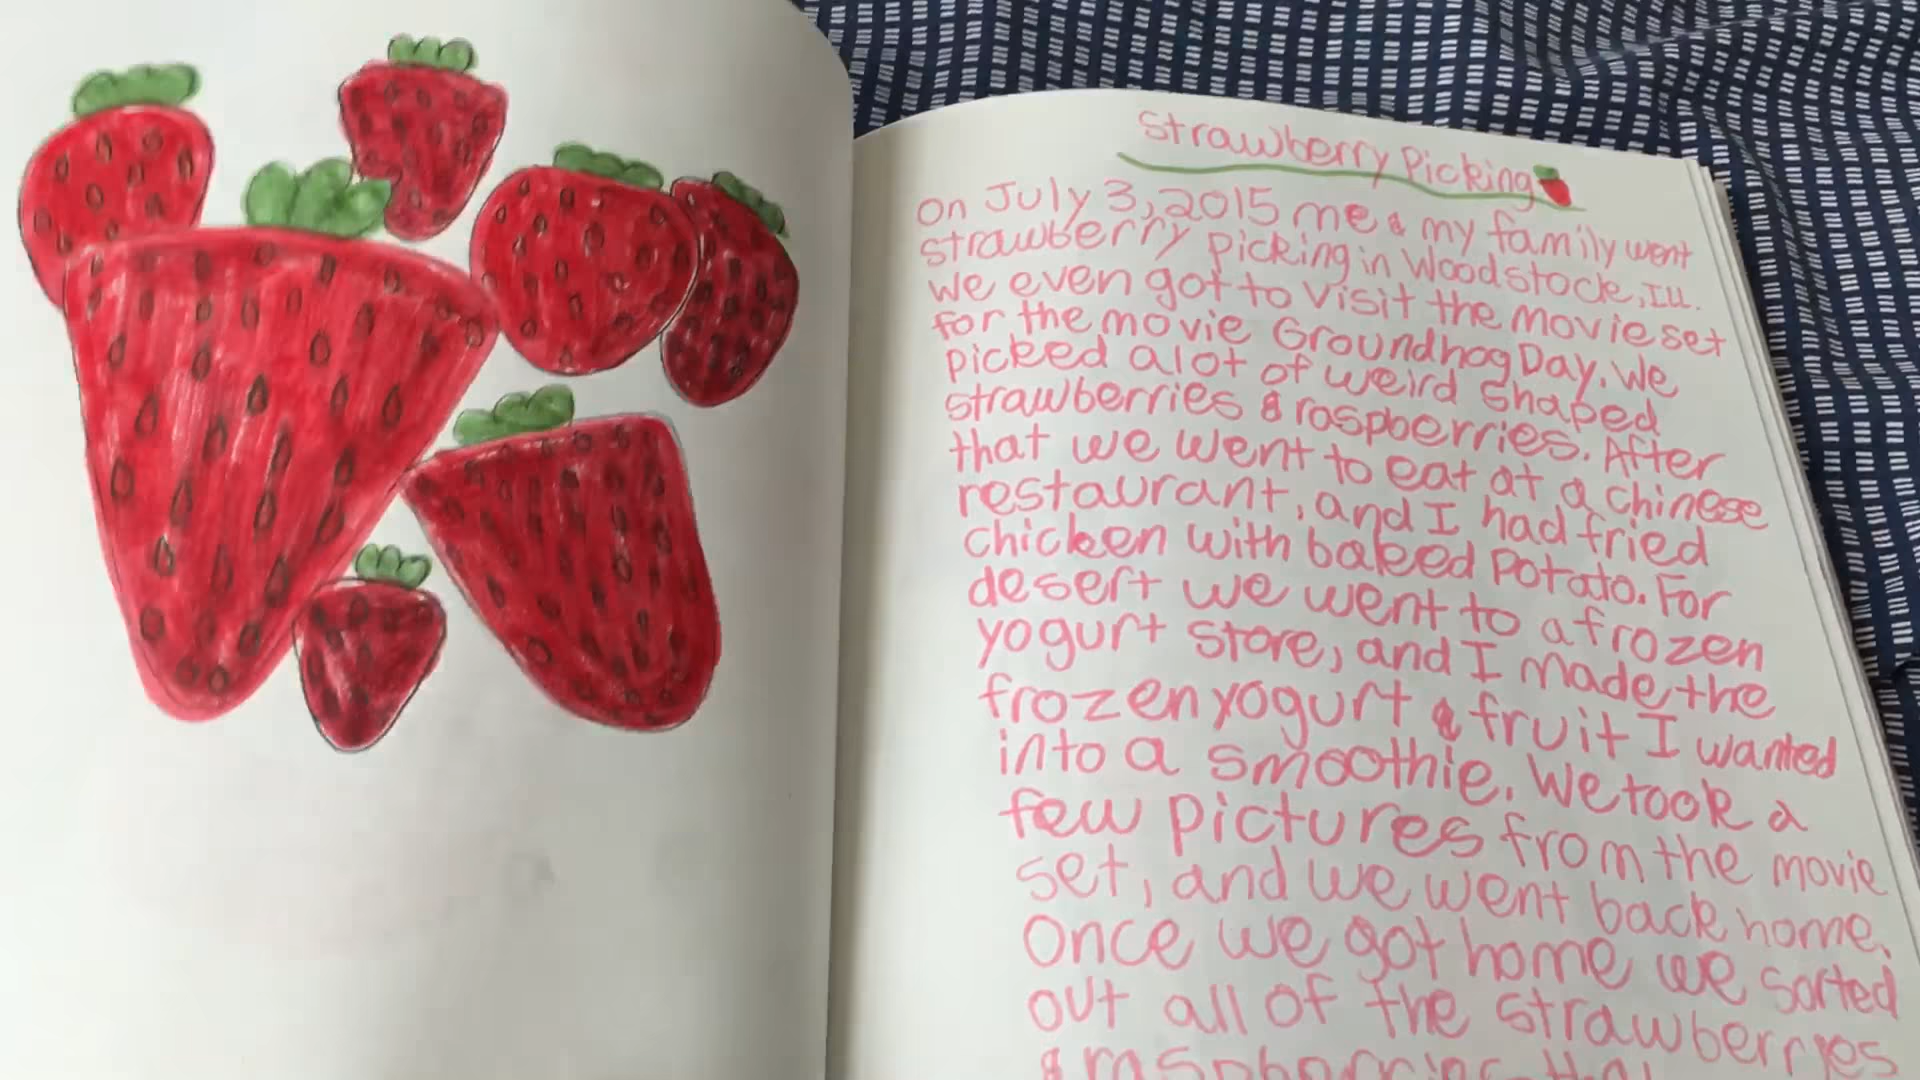 Strawberry Picking
On July 3, 2015 me & my family went
strawberry picking in Woodstock, Ill.
We even got to visit the movie set
for the movie Groundhog Day. We
picked alot of weird shaped
strawberries & raspberries. After
that we went to eat at a chinese
restaurant, and I had fried
chicken with baked potato. For
desert we went to a frozen
yogurt store, and I made the
frozen yogurt & fruit I wanted
into a smoothie. We took a
few pictures from the movie
set, and we went back home.
Once we got home we sorted
out all of the strawberries
& raspberries